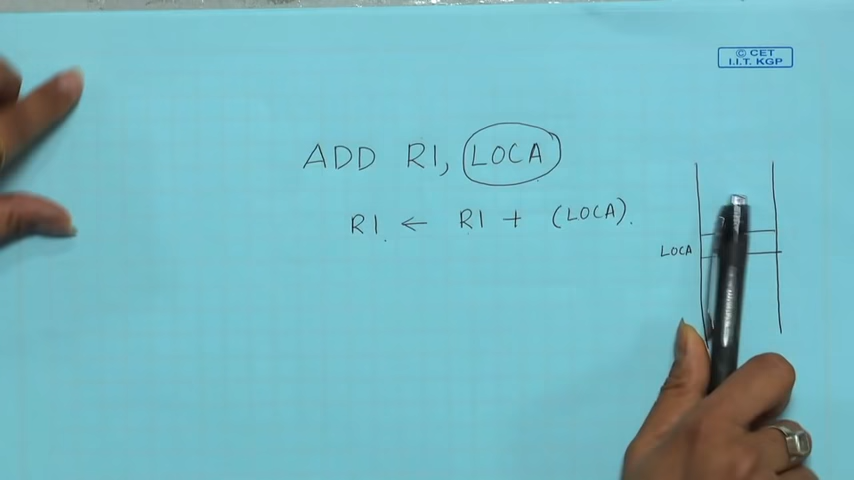 © CET
I.I.T. KGP
ADD R1, LOCA
R1 ← R1 + (LOCA).
LOCA